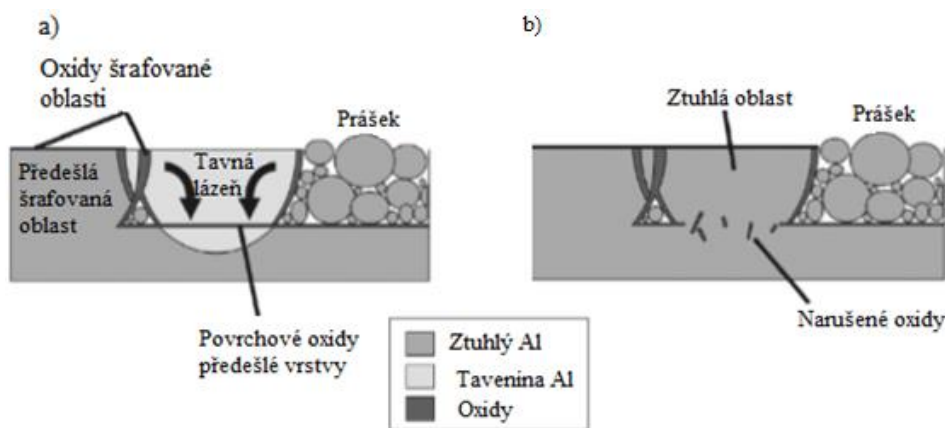 a)
Oxidy šrafované
oblasti
Prášek
Předešlá
šrafovaná
oblast
Tavná
lázeň
Povrchové oxidy
předešlé vrstvy
b)
Ztuhlá oblast
Prášek
Narušené oxidy
Ztuhlý Al
Tavenina Al
Oxidy